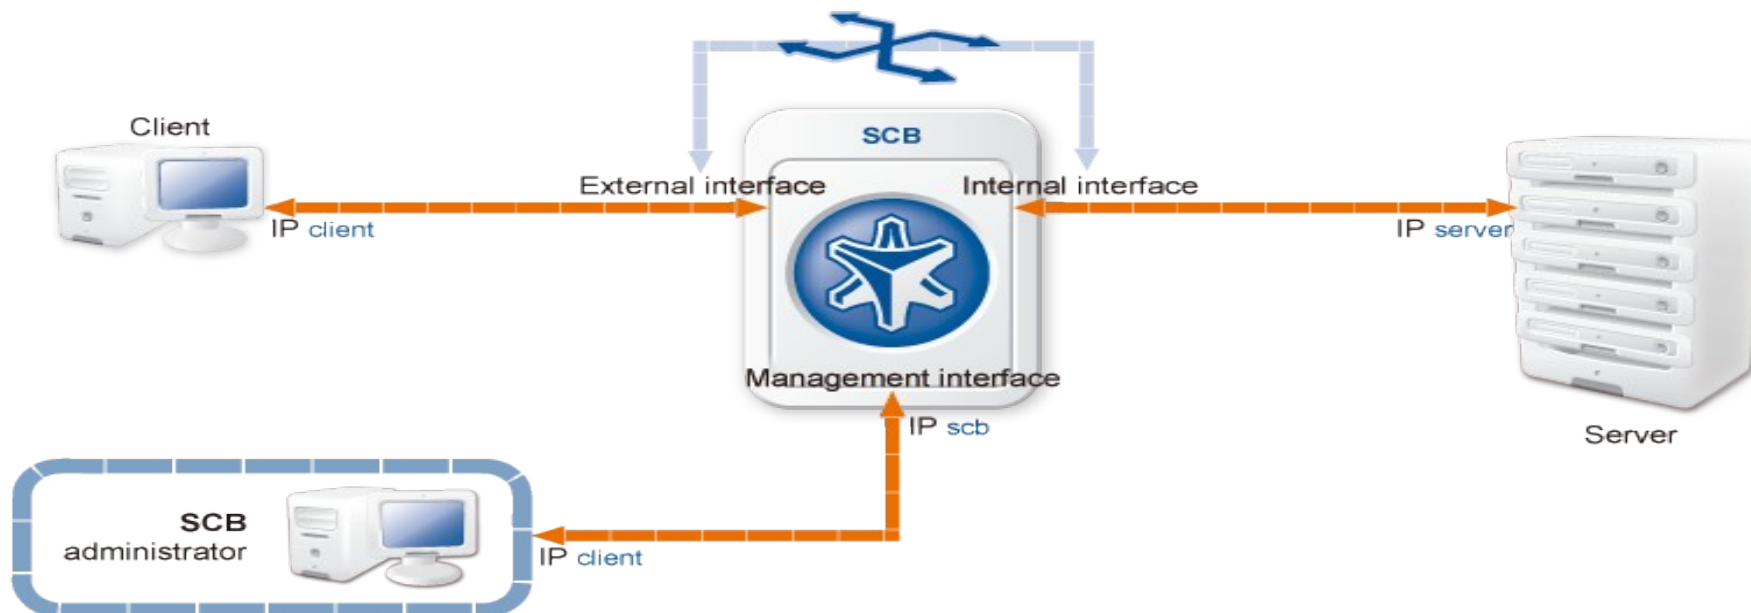 Client
SCB
External interface
Internal interface
IP client
IP server
Management interface
IP scb
Server
SCB
administrator
IP client